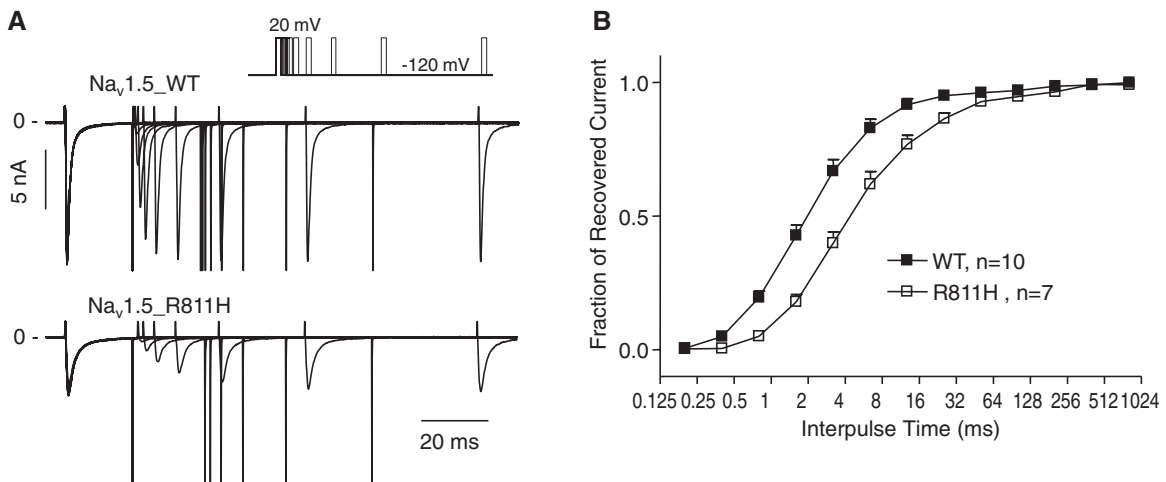 A
20 mV
-120 mV
Nav1.5_WT
0 -
5 nA
Nav1.5_R811H
0 -
20 ms
B
Fraction of Recovered Current
1.0
0.5
0.0
WT, n=10
R811H , n=7
0.125 0.25 0.5 1 2 4 8 16 32 64 128 256 512 1024
Interpulse Time (ms)